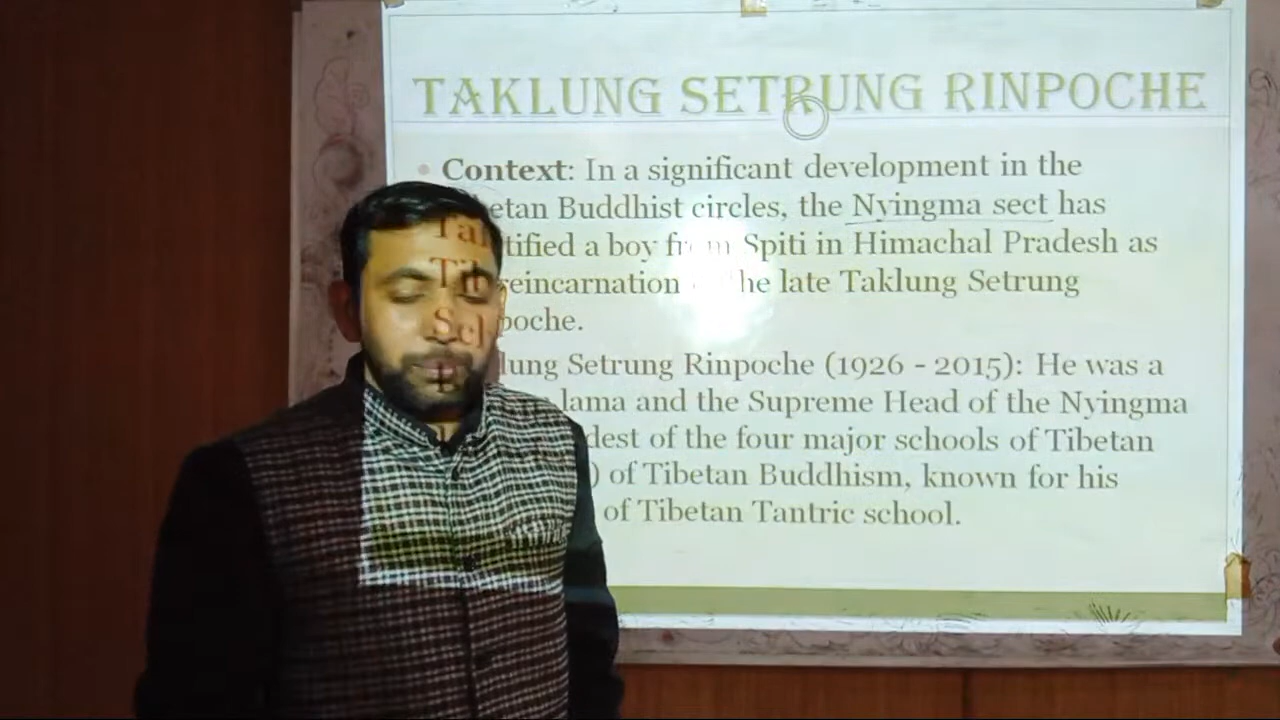 TAKLUNG SETRUNG RINPOCHE
Context: In a significant development in the
etan Buddhist circles, the Nyingma sect has
tified a boy from Spiti in Himachal Pradesh as
reincarnation he late Taklung Setrung
poche.
lung Setrung Rinpoche (1926 - 2015): He was a
lama and the Supreme Head of the Nyingma
dest of the four major schools of Tibetan
) of Tibetan Buddhism, known for his
of Tibetan Tantric school.